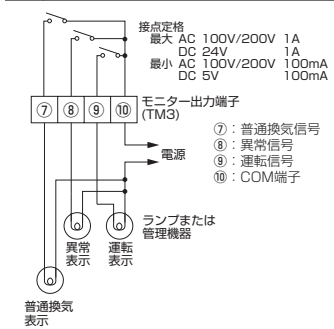 接点定格
最大 AC 100V/200V 1A
DC 24V 1A
最小 AC 100V/200V 100mA
DC 5V 100mA
⑦ ⑧ ⑨ ⑩
モニター出力端子
(TM3)
⑦：普通換気信号
⑧：異常信号
⑨：運転信号
⑩：COM端子
電源
ランプまたは
管理機器
異常
表示
運転
表示
普通換気
表示